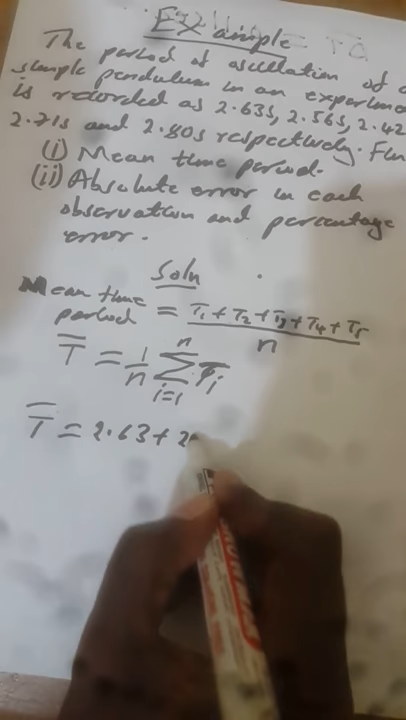 Example
The period of oscillation of a
simple pendulum in an experime
is recorded as 2.63s, 2.56s, 2.42
2.71s and 2.80s respectively. Fin
(i) Mean time period.
(ii) Absolute error in each
observation and percentage
error.
Soln
Mean time period = T₁ + T₂ + T₃ + T₄ + T₅ / n
T̄ = 1/n ∑ᵢ₌₁ⁿ Tᵢ
T̄ = 2.63 + 2